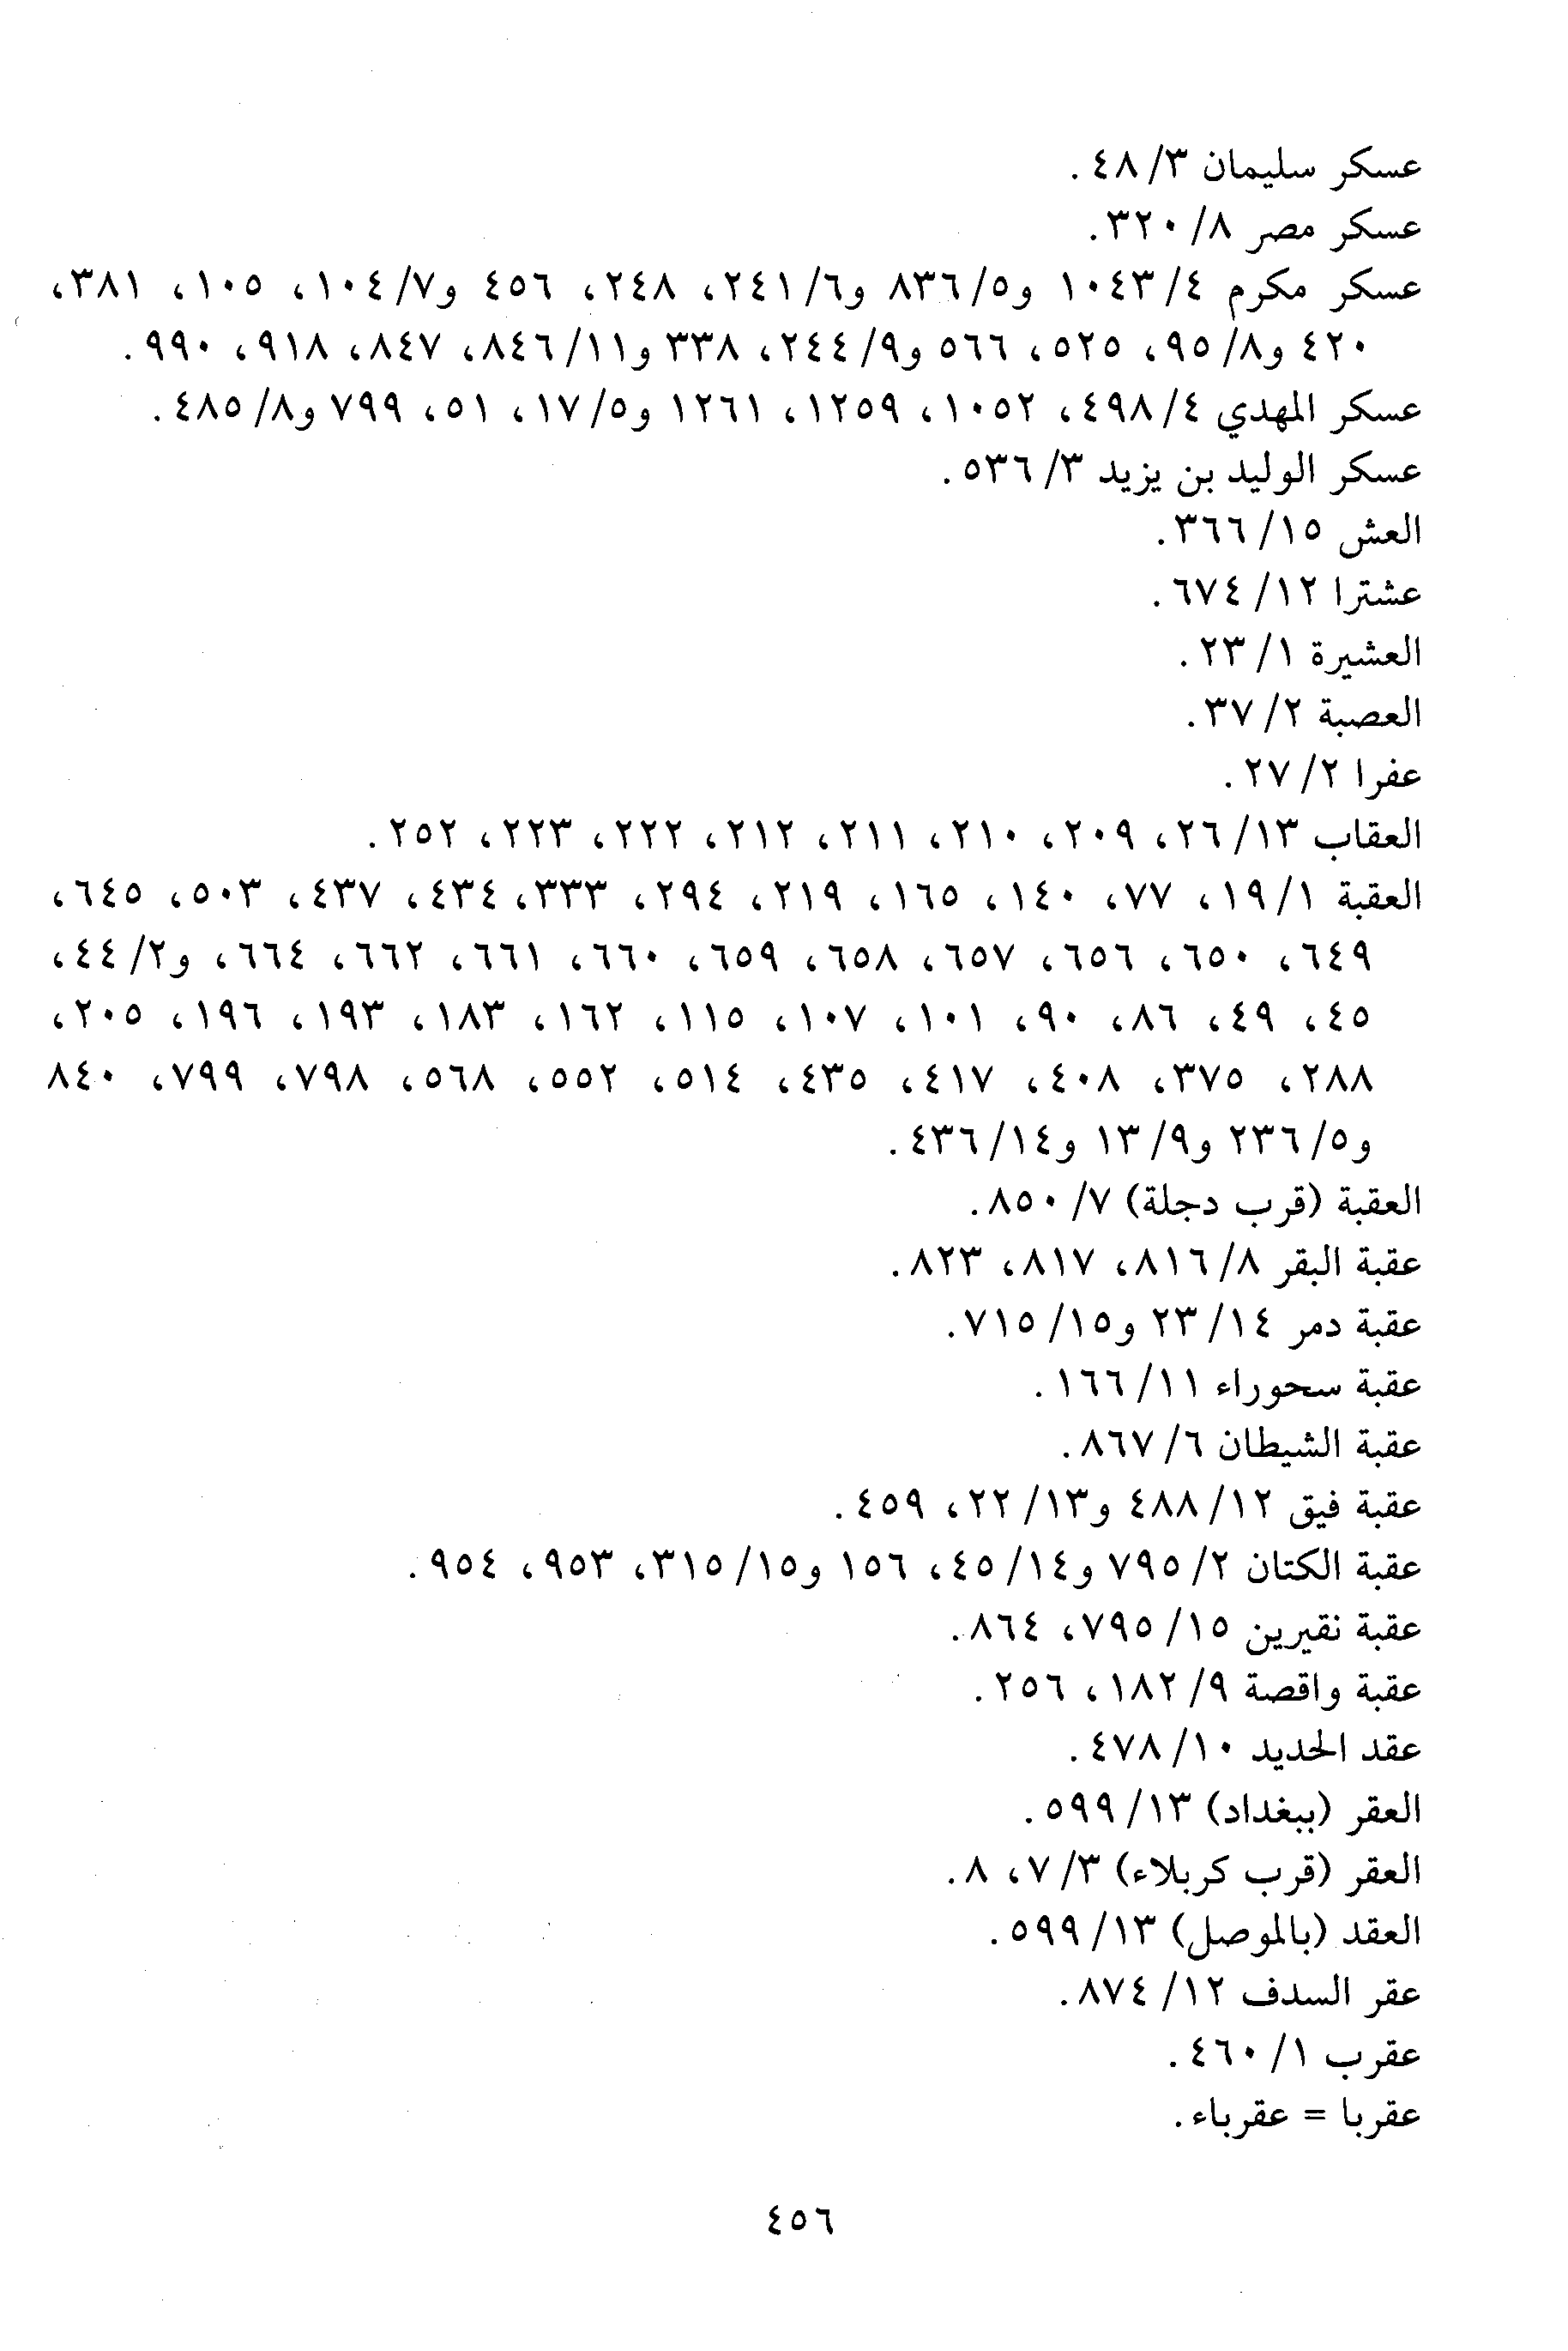 عسكر سليمان ٣/ ٤٨ .
عسكر مصر ٨/ ٣٢٠ .
عسكر مكرم ٤/ ١٠٤٣ و٥/ ٨٣٦ و٦/ ٢٤١، ٢٤٨، ٤٥٦ و٧/ ١٠٤، ١٠٥، ٣٨١،
٤٢٠ و٨/ ٩٥، ٥٢٥، ٥٦٦ و٩/ ٢٤٤، ٣٣٨ و١١/ ٨٤٦، ٨٤٧، ٩١٨، ٩٩٠ .
عسكر المهدي ٤/ ٤٩٨، ١٠٥٢، ١٢٥٩، ١٢٦١ و٥/ ١٧، ٥١، ٧٩٩ و٨/ ٤٨٥ .
عسكر الوليد بن يزيد ٣/ ٥٣٦ .
العش ١٥/ ٣٦٦ .
عشترا ١٢/ ٦٧٤ .
العشيرة ١/ ٢٣ .
العصبة ٢/ ٣٧ .
عفرا ٢/ ٢٧ .
العقاب ١٣/ ٢٦، ٢٠٩، ٢١٠، ٢١١، ٢١٢، ٢٢٢، ٢٢٣، ٢٥٢ .
العقبة ١/ ١٩، ٧٧، ١٤٠، ١٦٥، ٢١٩، ٢٩٤، ٣٣٣، ٤٣٤، ٤٣٧، ٥٠٣، ٦٤٥،
٦٤٩، ٦٥٠، ٦٥٦، ٦٥٧، ٦٥٨، ٦٥٩، ٦٦٠، ٦٦١، ٦٦٢، ٦٦٤، و٢/ ٤٤،
٤٥، ٤٩، ٨٦، ٩٠، ١٠١، ١٠٧، ١١٥، ١٦٢، ١٨٣، ١٩٣، ١٩٦، ٢٠٥،
٢٨٨، ٣٧٥، ٤٠٨، ٤١٧، ٤٣٥، ٥١٤، ٥٥٢، ٥٦٨، ٧٩٨، ٧٩٩، ٨٤٠
و٥/ ٢٣٦ و٩/ ١٣ و١٤/ ٤٣٦ .
العقبة (قرب دجلة) ٧/ ٨٥٠ .
عقبة البقر ٨/ ٨١٦، ٨١٧، ٨٢٣ .
عقبة دمر ١٤/ ٢٣ و١٥/ ٧١٥ .
عقبة سحوراء ١١/ ١٦٦ .
عقبة الشيطان ٦/ ٨٦٧ .
عقبة فيق ١٢/ ٤٨٨ و١٣/ ٢٢، ٤٥٩ .
عقبة الكتان ٢/ ٧٩٥ و١٤/ ٤٥، ١٥٦ و١٥/ ٣١٥، ٩٥٣، ٩٥٤ .
عقبة نقيرين ١٥/ ٧٩٥، ٨٦٤ .
عقبة واقصة ٩/ ١٨٢، ٢٥٦ .
عقد الحديد ١٠/ ٤٧٨ .
العقر (ببغداد) ١٣/ ٥٩٩ .
العقر (قرب كربلاء) ٣/ ٧، ٨ .
العقد (بالموصل) ١٣/ ٥٩٩ .
عقر السدف ١٢/ ٨٧٤ .
عقرب ١/ ٤٦٠ .
عقربا = عقرباء .
٤٥٦